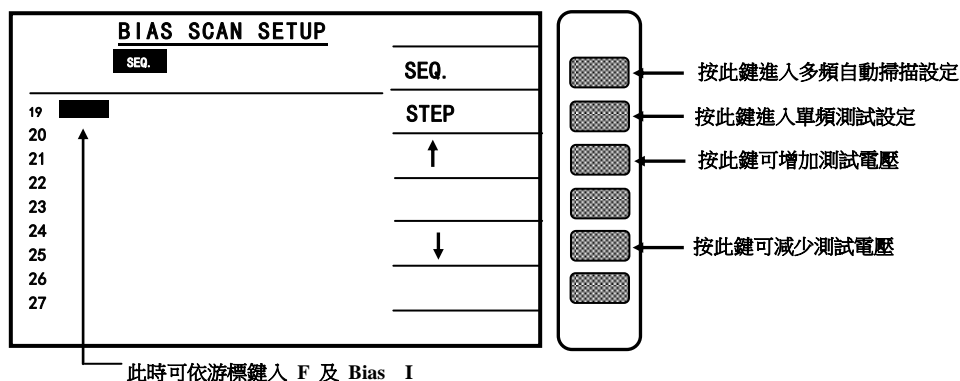 BIAS SCAN SETUP
SEQ.
SEQ.
STEP
19
20
21
22
23
24
25
26
27
按此鍵進入多頻自動掃描設定
按此鍵進入單頻測試設定
按此鍵可增加測試電壓
按此鍵可減少測試電壓
此時可依游標鍵入 F 及 Bias I